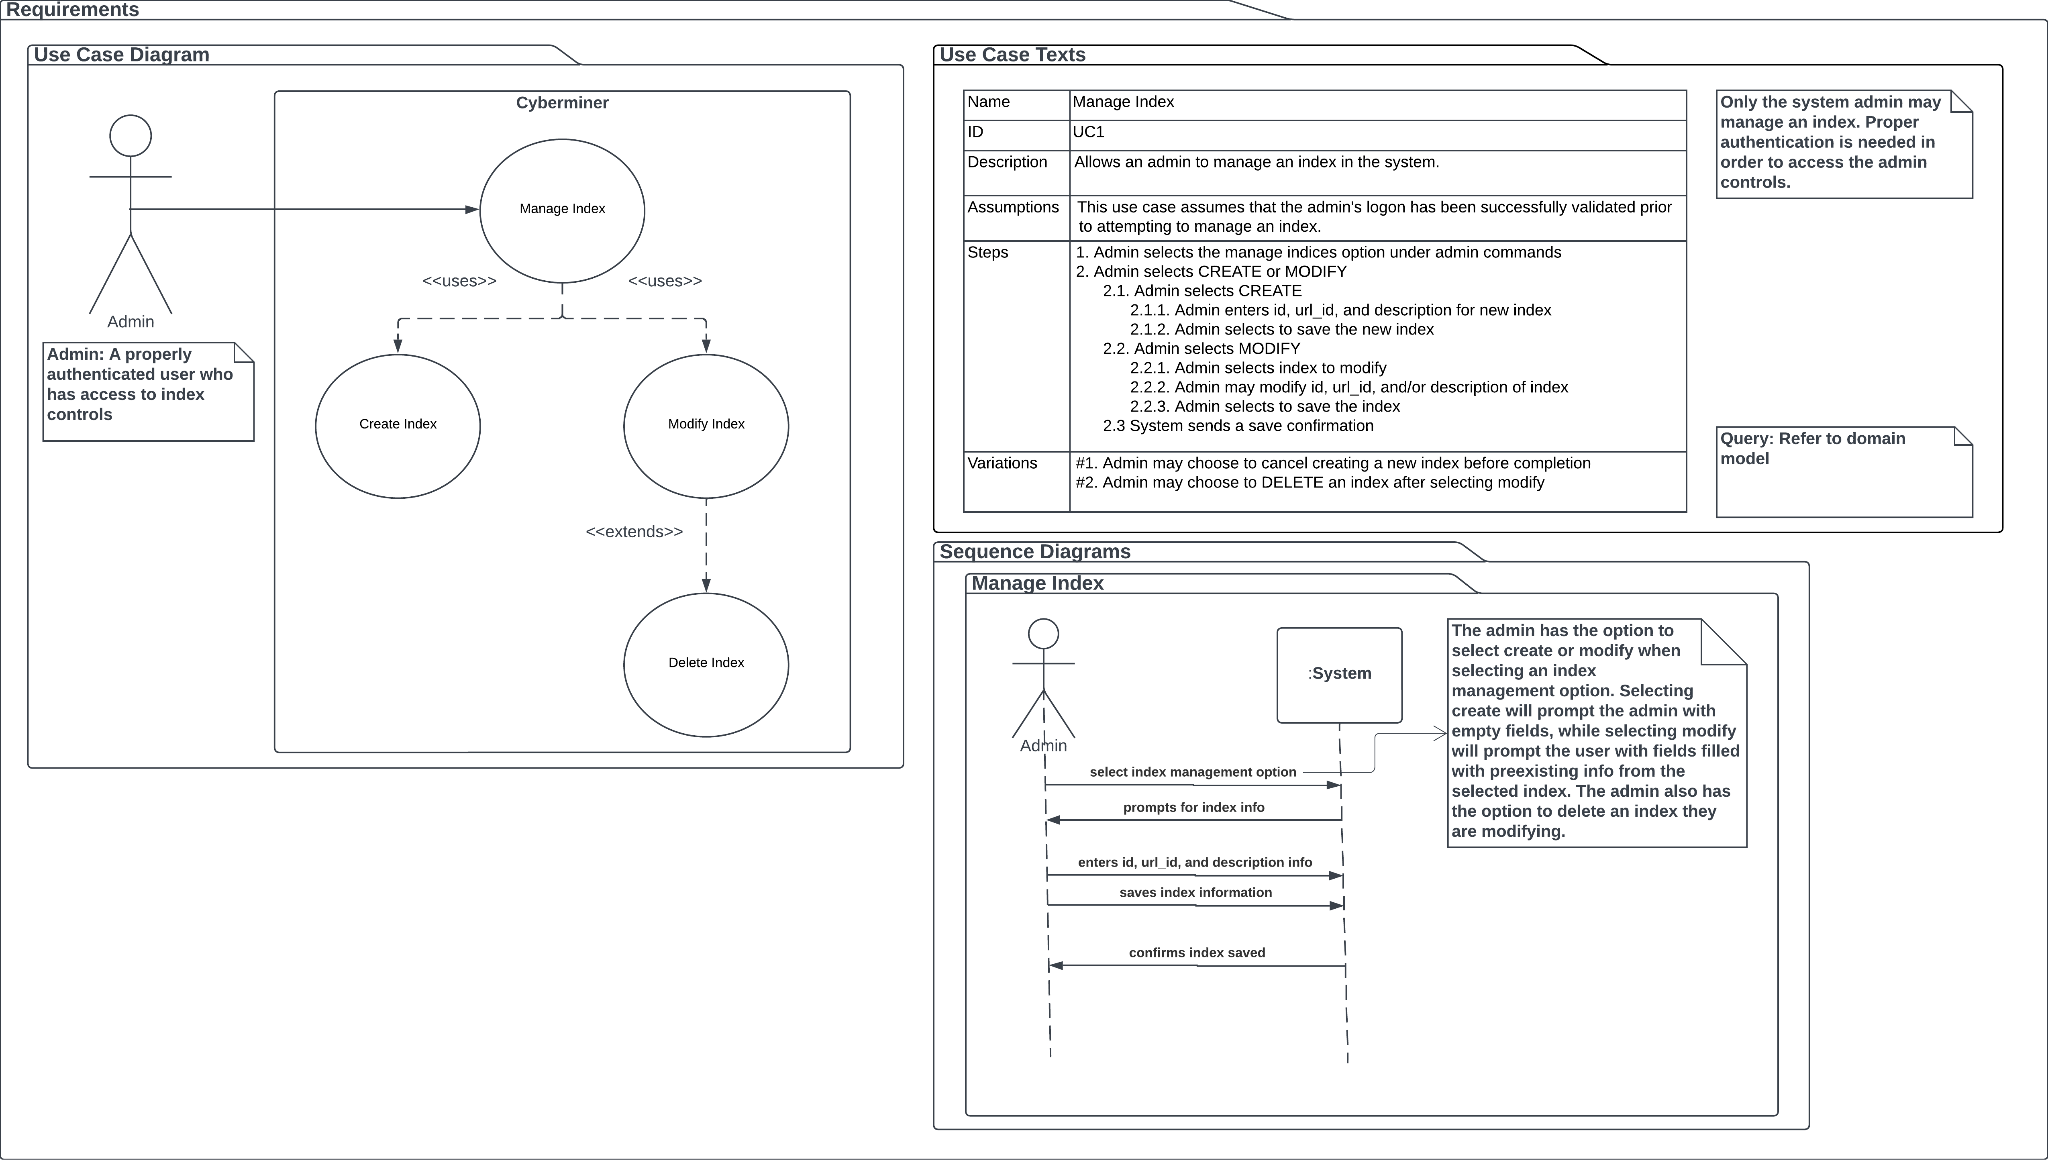 Requirements
Use Case Diagram
Cyberminer
Manage Index
<<uses>>
<<uses>>
Admin
Admin: A properly
authenticated user who
has access to index
controls
Create Index
Modify Index
<<extends>>
Delete Index
Use Case Texts
Name
Manage Index
ID
UC1
Description
Allows an admin to manage an index in the system.
Assumptions
This use case assumes that the admin's logon has been successfully validated prior
to attempting to manage an index.
Steps
1. Admin selects the manage indices option under admin commands
2. Admin selects CREATE or MODIFY
2.1. Admin selects CREATE
2.1.1. Admin enters id, url_id, and description for new index
2.1.2. Admin selects to save the new index
2.2. Admin selects MODIFY
2.2.1. Admin selects index to modify
2.2.2. Admin may modify id, url_id, and/or description of index
2.2.3. Admin selects to save the index
2.3 System sends a save confirmation
Variations
#1. Admin may choose to cancel creating a new index before completion
#2. Admin may choose to DELETE an index after selecting modify
Only the system admin may
manage an index. Proper
authentication is needed in
order to access the admin
controls.
Query: Refer to domain
model
Sequence Diagrams
Manage Index
Admin
:System
The admin has the option to
select create or modify when
selecting an index
management option. Selecting
create will prompt the admin with
empty fields, while selecting modify
will prompt the user with fields filled
with preexisting info from the
selected index. The admin also has
the option to delete an index they
are modifying.
select index management option
prompts for index info
enters id, url_id, and description info
saves index information
confirms index saved